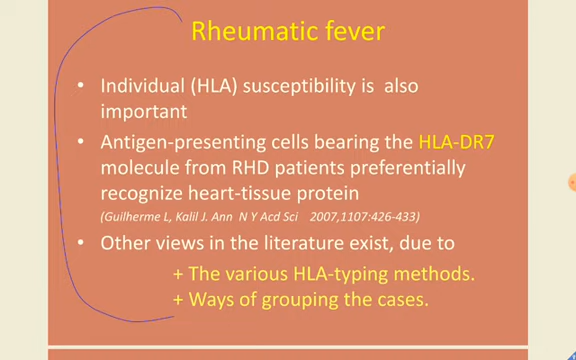 Rheumatic fever
• Individual (HLA) susceptibility is also
important
• Antigen-presenting cells bearing the HLA-DR7
molecule from RHD patients preferentially
recognize heart-tissue protein
(Guilherme L, Kalil J. Ann N Y Acd Sci 2007,1107:426-433)
• Other views in the literature exist, due to
+ The various HLA-typing methods.
+ Ways of grouping the cases.